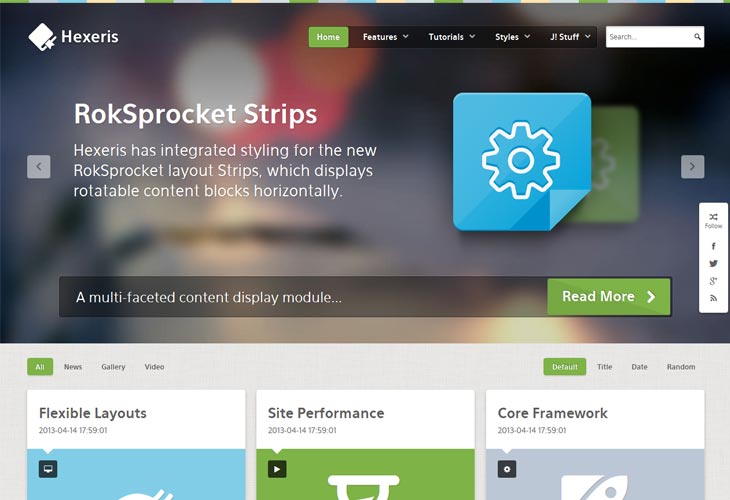 Hexeris
Home Features Tutorials Styles J! Stuff Search...
RokSprocket Strips
Hexeris has integrated styling for the new
RokSprocket layout Strips, which displays
rotatable content blocks horizontally.
Follow
A multi-faceted content display module... Read More
All News Gallery Video Default Title Date Random
Flexible Layouts Site Performance Core Framework
2013-04-14 17:59:01 2013-04-14 17:59:01 2013-04-14 17:59:01